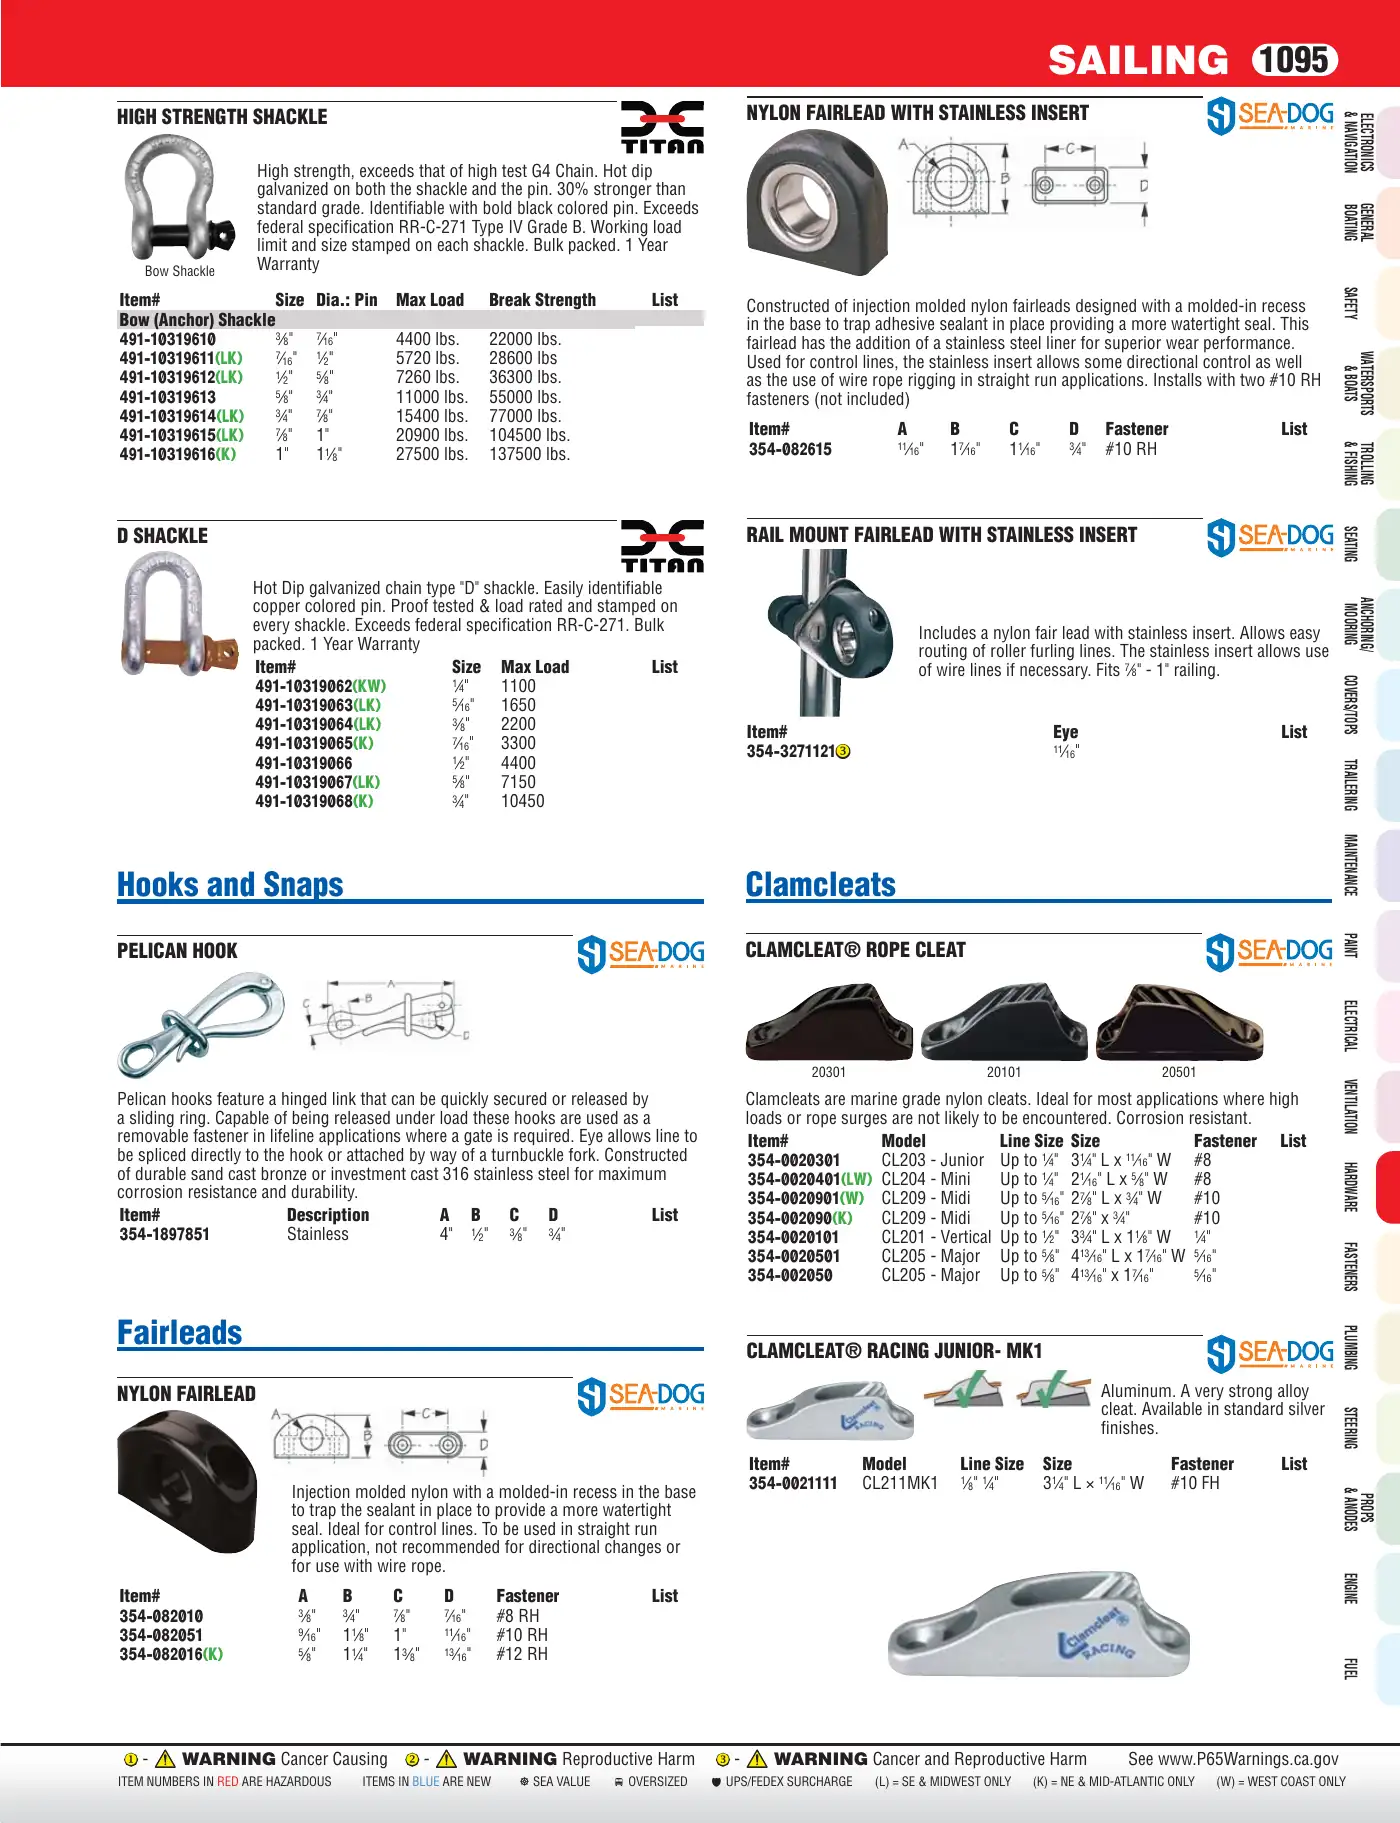 SAILING 1095
HIGH STRENGTH SHACKLE
TITAN
High strength, exceeds that of high test G4 Chain. Hot dip
galvanized on both the shackle and the pin. 30% stronger than
standard grade. Identifiable with bold black colored pin. Exceeds
federal specification RR-C-271 Type IV Grade B. Working load
limit and size stamped on each shackle. Bulk packed. 1 Year
Warranty
Bow Shackle
Item# Size Dia.: Pin Max Load Break Strength List
Bow (Anchor) Shackle
491-10319610 ⅜" 7⁄16" 4400 lbs. 22000 lbs.
491-10319611(LK) 7⁄16" ½" 5720 lbs. 28600 lbs
491-10319612(LK) ½" ⅝" 7260 lbs. 36300 lbs.
491-10319613 ⅝" ¾" 11000 lbs. 55000 lbs.
491-10319614(LK) ¾" ⅞" 15400 lbs. 77000 lbs.
491-10319615(LK) ⅞" 1" 20900 lbs. 104500 lbs.
491-10319616(K) 1" 1⅛" 27500 lbs. 137500 lbs.
D SHACKLE
TITAN
Hot Dip galvanized chain type "D" shackle. Easily identifiable
copper colored pin. Proof tested & load rated and stamped on
every shackle. Exceeds federal specification RR-C-271. Bulk
packed. 1 Year Warranty
Item# Size Max Load List
491-10319062(KW) ¼" 1100
491-10319063(LK) 5⁄16" 1650
491-10319064(LK) ⅜" 2200
491-10319065(K) 7⁄16" 3300
491-10319066 ½" 4400
491-10319067(LK) ⅝" 7150
491-10319068(K) ¾" 10450
Hooks and Snaps
PELICAN HOOK
SEA-DOG
MARINE
A
B
C
D
Pelican hooks feature a hinged link that can be quickly secured or released by
a sliding ring. Capable of being released under load these hooks are used as a
removable fastener in lifeline applications where a gate is required. Eye allows line to
be spliced directly to the hook or attached by way of a turnbuckle fork. Constructed
of durable sand cast bronze or investment cast 316 stainless steel for maximum
corrosion resistance and durability.
Item# Description A B C D List
354-1897851 Stainless 4" ½" ⅜" ¾"
Fairleads
NYLON FAIRLEAD
SEA-DOG
MARINE
A B C D
Injection molded nylon with a molded-in recess in the base
to trap the sealant in place to provide a more watertight
seal. Ideal for control lines. To be used in straight run
application, not recommended for directional changes or
for use with wire rope.
Item# A B C D Fastener List
354-082010 ⅜" ¾" ⅞" 7⁄16" #8 RH
354-082051 9⁄16" 1⅛" 1" 11⁄16" #10 RH
354-082016(K) ⅝" 1¼" 1⅜" 13⁄16" #12 RH
NYLON FAIRLEAD WITH STAINLESS INSERT
SEA-DOG
MARINE
A B C D
Constructed of injection molded nylon fairleads designed with a molded-in recess
in the base to trap adhesive sealant in place providing a more watertight seal. This
fairlead has the addition of a stainless steel liner for superior wear performance.
Used for control lines, the stainless insert allows some directional control as well
as the use of wire rope rigging in straight run applications. Installs with two #10 RH
fasteners (not included)
Item# A B C D Fastener List
354-082615 11⁄16" 17⁄16" 11⁄16" ¾" #10 RH
RAIL MOUNT FAIRLEAD WITH STAINLESS INSERT
SEA-DOG
MARINE
Includes a nylon fair lead with stainless insert. Allows easy
routing of roller furling lines. The stainless insert allows use
of wire lines if necessary. Fits ⅞" - 1" railing.
Item# Eye List
354-3271121③ 11⁄16"
Clamcleats
CLAMCLEAT® ROPE CLEAT
SEA-DOG
MARINE
20301 20101 20501
Clamcleats are marine grade nylon cleats. Ideal for most applications where high
loads or rope surges are not likely to be encountered. Corrosion resistant.
Item# Model Line Size Size Fastener List
354-0020301 CL203 - Junior Up to ¼" 3¼" L x 11⁄16" W #8
354-0020401(LW) CL204 - Mini Up to ¼" 21⁄16" L x ⅝" W #8
354-0020901(W) CL209 - Midi Up to 5⁄16" 2⅞" L x ¾" W #10
354-002090(K) CL209 - Midi Up to 5⁄16" 2⅞" x ¾" #10
354-0020101 CL201 - Vertical Up to ½" 3¾" L x 1⅛" W ¼"
354-0020501 CL205 - Major Up to ⅝" 413⁄16" L x 17⁄16" W 5⁄16"
354-002050 CL205 - Major Up to ⅝" 413⁄16" x 17⁄16" 5⁄16"
CLAMCLEAT® RACING JUNIOR- MK1
SEA-DOG
MARINE
Clamcleat
RACING
Aluminum. A very strong alloy
cleat. Available in standard silver
finishes.
Item# Model Line Size Size Fastener List
354-0021111 CL211MK1 ⅛" ¼" 3¼" L × 11⁄16" W #10 FH
Clamcleat®
RACING
ELECTRONICS
& NAVIGATION
GENERAL
BOATING
SAFETY
WATERSPORTS
& BOATS
TROLLING
& FISHING
SEATING
ANCHORING/
MOORING
COVERS/TOPS
TRAILERING
MAINTENANCE
PAINT
ELECTRICAL
VENTILATION
HARDWARE
FASTENERS
PLUMBING
STEERING
PROPS
& ANODES
ENGINE
FUEL
① - WARNING Cancer Causing ② - WARNING Reproductive Harm ③ - WARNING Cancer and Reproductive Harm See www.P65Warnings.ca.gov
ITEM NUMBERS IN RED ARE HAZARDOUS ITEMS IN BLUE ARE NEW SEA VALUE OVERSIZED UPS/FEDEX SURCHARGE (L) = SE & MIDWEST ONLY (K) = NE & MID-ATLANTIC ONLY (W) = WEST COAST ONLY